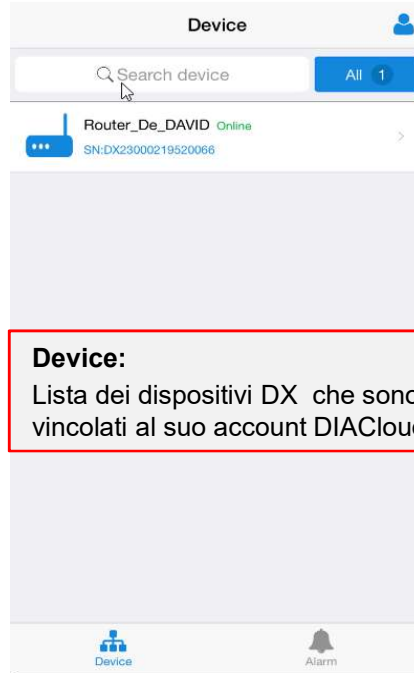 Device
Search device
All 1
Router_De_DAVID Online
SN:DX23000219520066
Device:
Lista dei dispositivi DX che sono
vincolati al suo account DIACloud
Device
Alarm